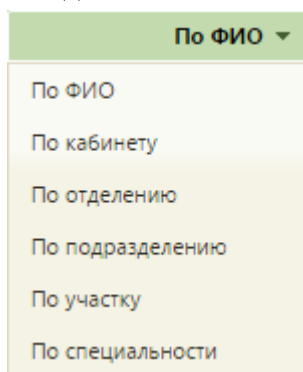 По ФИО
По ФИО
По кабинету
По отделению
По подразделению
По участку
По специальности